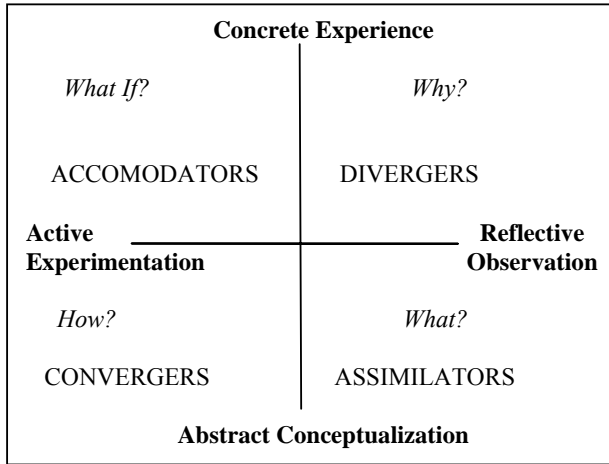 Concrete Experience
What If?
Why?
ACCOMODATORS
DIVERGERS
Active
Experimentation
Reflective
Observation
How?
What?
CONVERGERS
ASSIMILATORS
Abstract Conceptualization